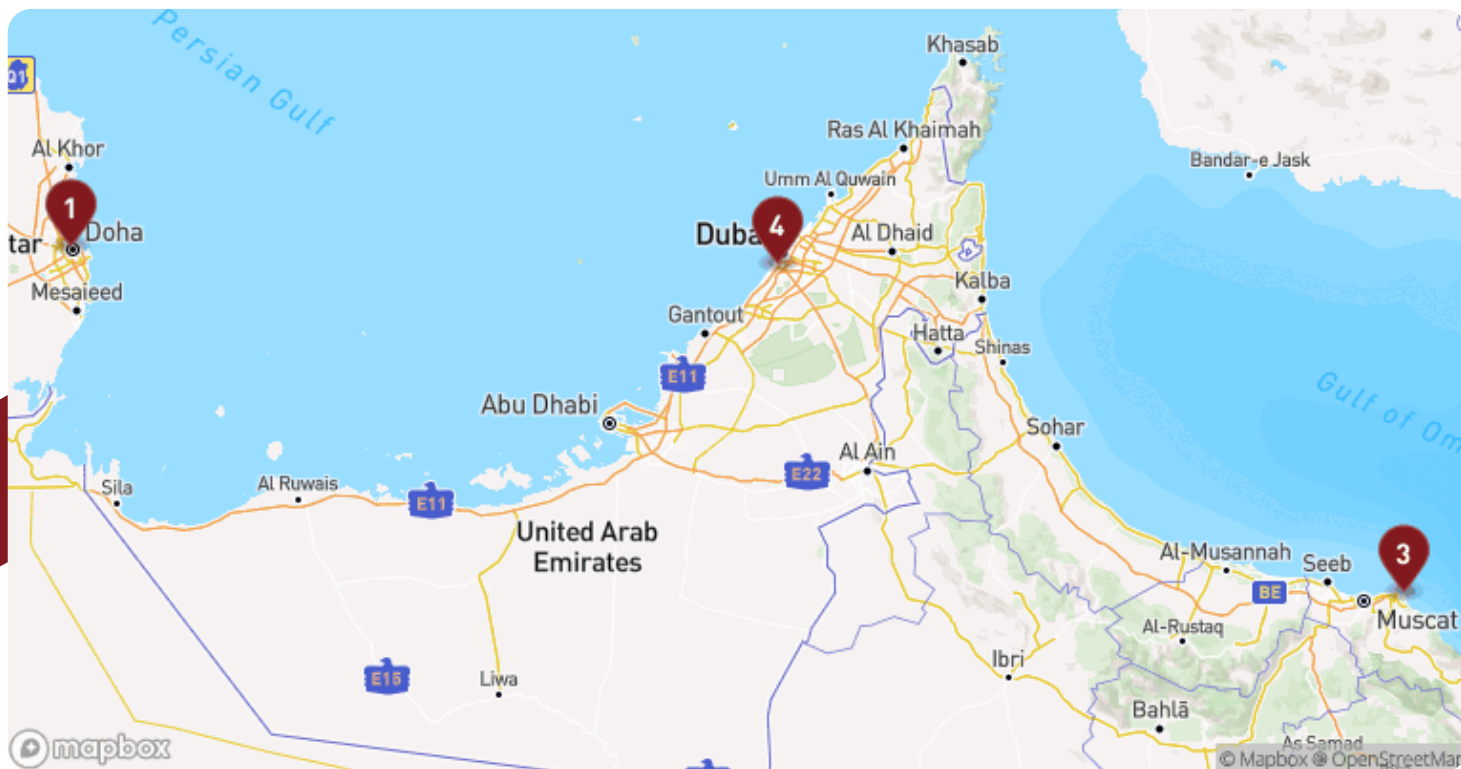 Persian Gulf
Khasab
Q1
Ras Al Khaimah
Al Khor
Bandar-e Jask
Umm Al Quwain
1
4
Doha
tar
Duba
Al Dhaid
Mesaieed
Kalba
Gantout
Hatta
Shinas
E11
Gulf of Om
Abu Dhabi
Sohar
Al Ain
E22
Sila
Al Ruwais
E11
United Arab
Emirates
Al-Musannah
Seeb
3
BE
Muscat
Al-Rustaq
Ibri
E15
Liwa
Bahlā
As Samad
mapbox
© Mapbox © OpenStreetMap